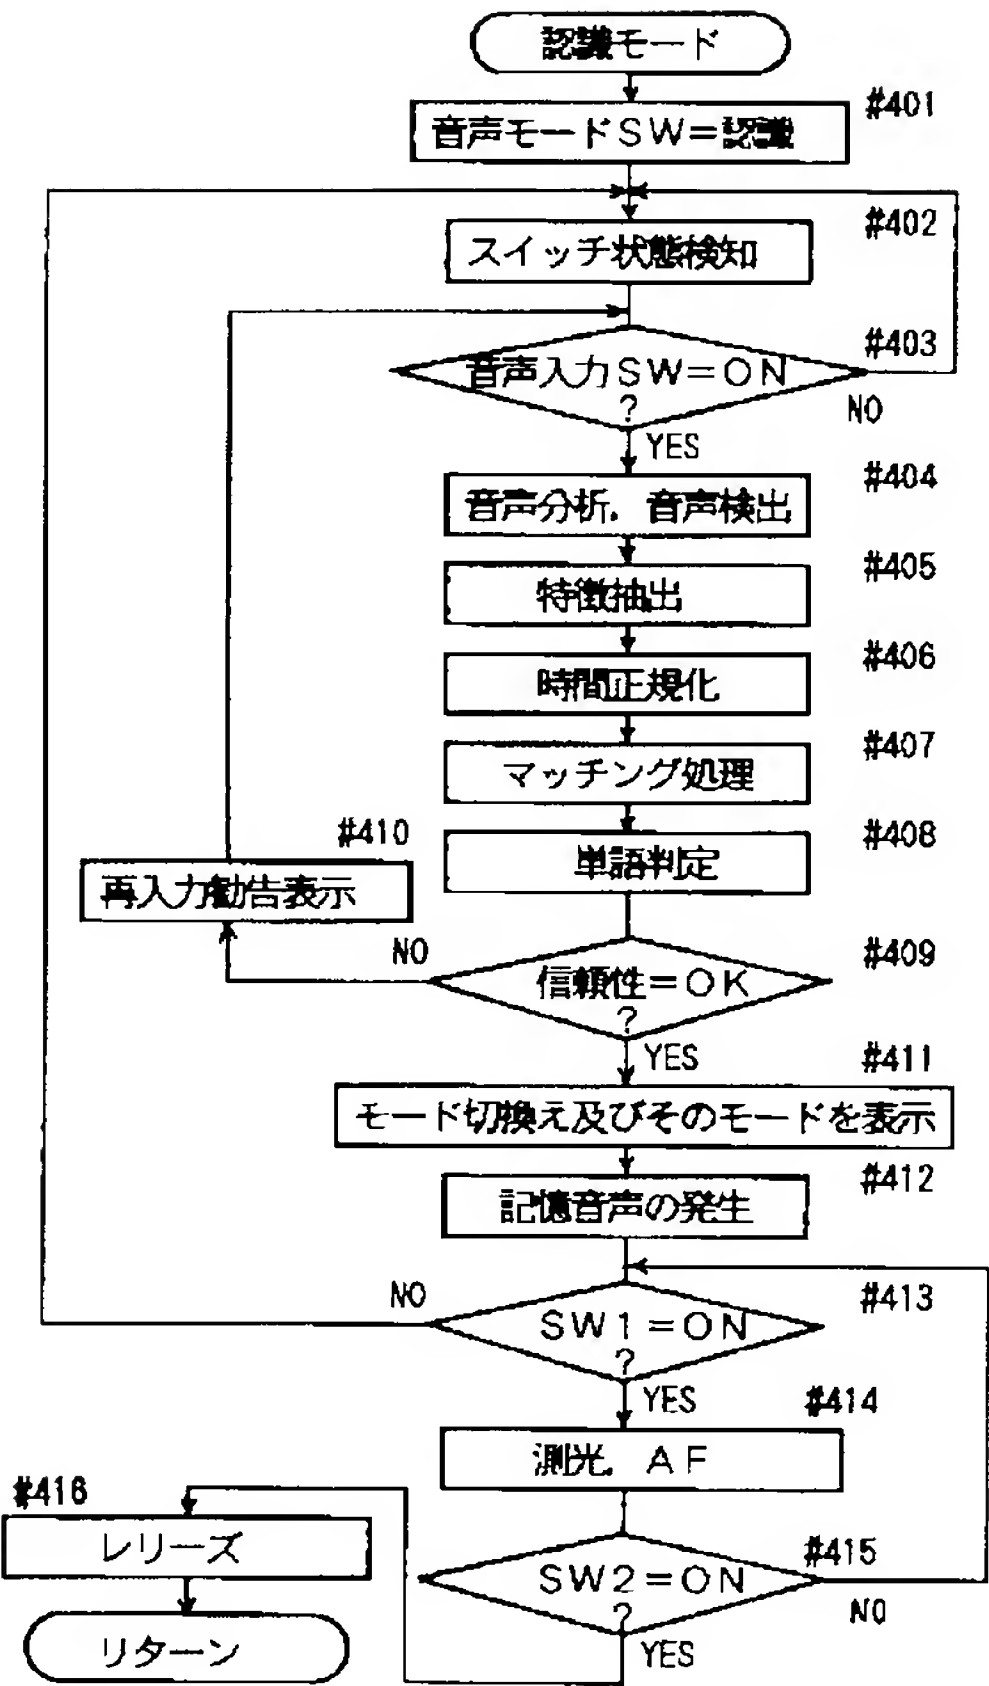 認識モード
#401
音声モードSW=認識
#402
スイッチ状態検知
#403
音声入力SW=ON
?
NO
YES
#404
音声分析，音声検出
#405
特徴抽出
#406
時間正規化
#407
マッチング処理
#408
単語判定
#410
再入力勧告表示
NO
#409
信頼性=OK
?
YES
#411
モード切換え及びそのモードを表示
#412
記憶音声の発生
NO
#413
SW1=ON
?
YES
#414
測光，AF
#416
レリーズ
#415
SW2=ON
?
NO
YES
リターン